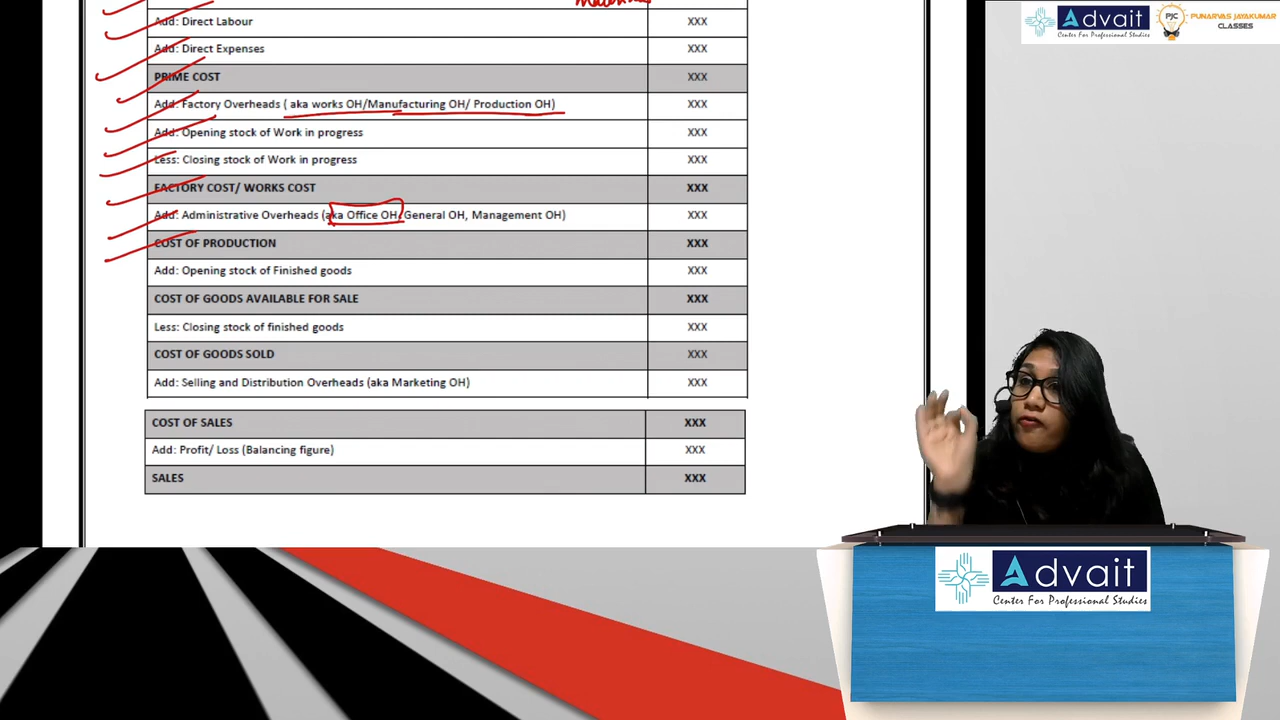 Add: Direct Labour XXX
Add: Direct Expenses XXX
PRIME COST XXX
Add: Factory Overheads ( aka works OH/Manufacturing OH/ Production OH) XXX
Add: Opening stock of Work in progress XXX
Less: Closing stock of Work in progress XXX
FACTORY COST/ WORKS COST XXX
Add: Administrative Overheads (aka Office OH, General OH, Management OH) XXX
COST OF PRODUCTION XXX
Add: Opening stock of Finished goods XXX
COST OF GOODS AVAILABLE FOR SALE XXX
Less: Closing stock of finished goods XXX
COST OF GOODS SOLD XXX
Add: Selling and Distribution Overheads (aka Marketing OH) XXX
COST OF SALES XXX
Add: Profit/ Loss (Balancing figure) XXX
SALES XXX
Advait
Center For Professional Studies
PJC
PUNARVAS JAYAKUMAR
CLASSES
Advait
Center For Professional Studies